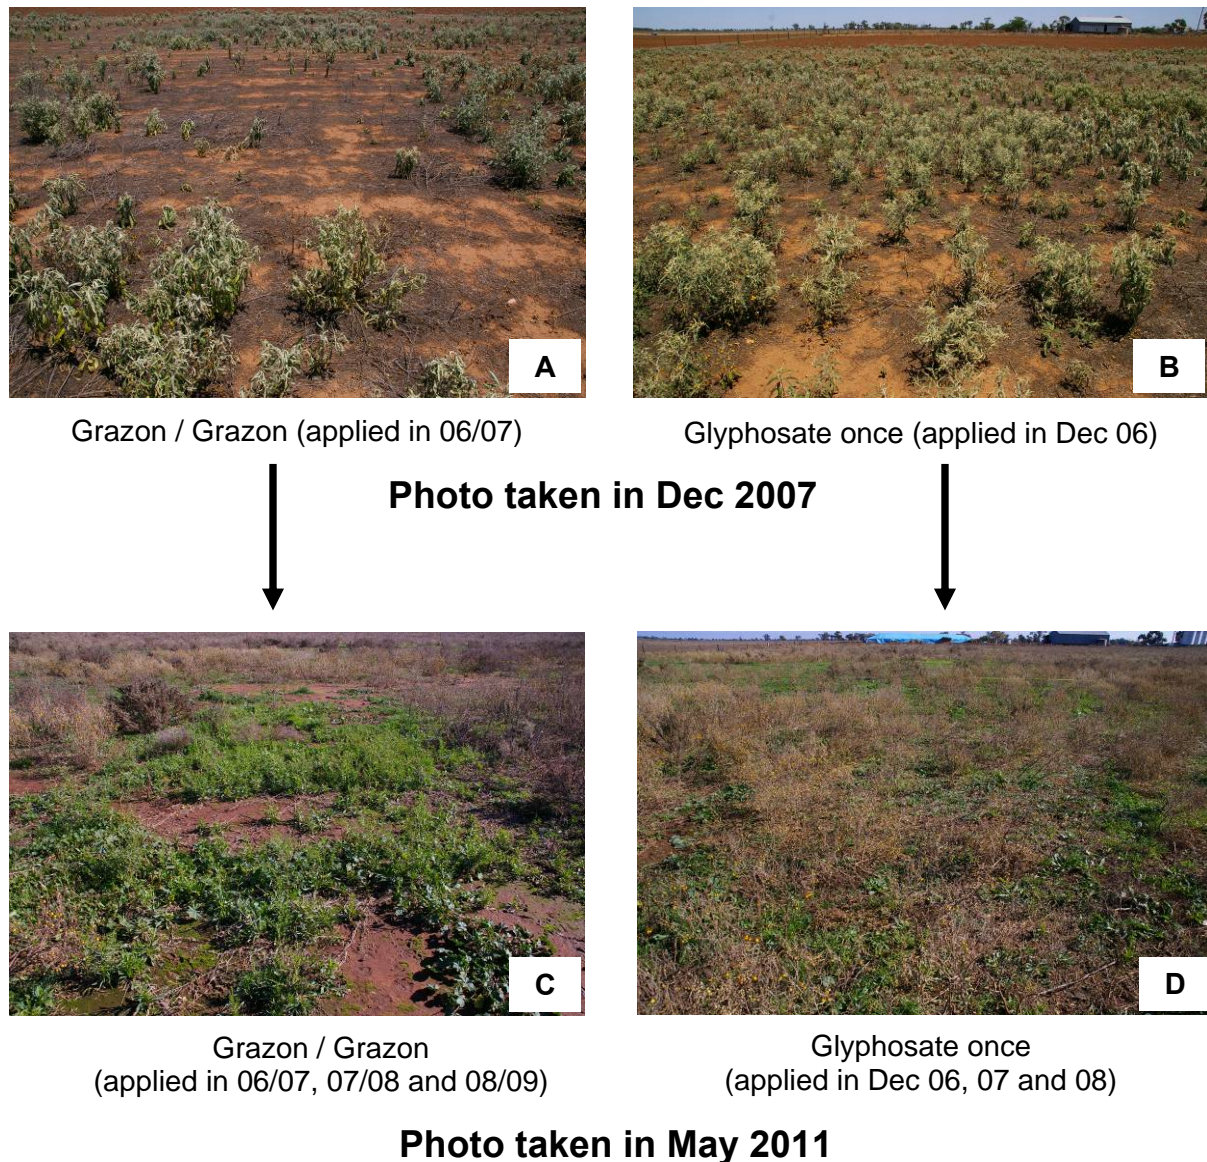 A
B
Grazon / Grazon (applied in 06/07)
Glyphosate once (applied in Dec 06)
Photo taken in Dec 2007
C
D
Grazon / Grazon
(applied in 06/07, 07/08 and 08/09)
Glyphosate once
(applied in Dec 06, 07 and 08)
Photo taken in May 2011